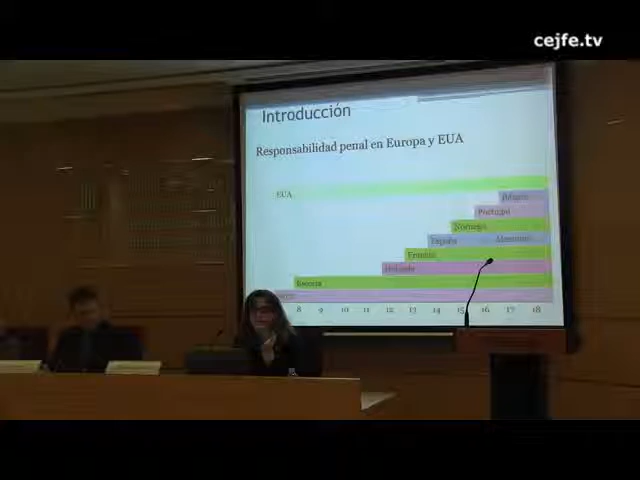 cejfe.tv
Introducción
Responsabilidad penal en Europa y EUA
EUA
Bélgica
Portugal
Noruega
España Alemania
Francia
Holanda
Escocia
8 9 10 11 12 13 14 15 16 17 18